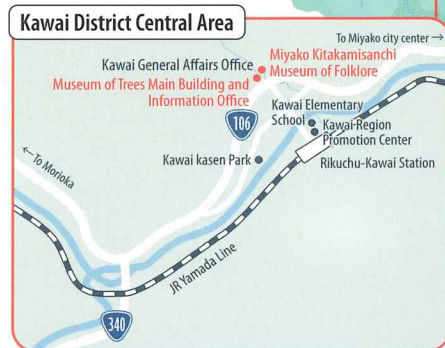 Kawai District Central Area
To Miyako city center →
Miyako Kitakamisanchi
Museum of Folklore
Kawai General Affairs Office
Museum of Trees Main Building and
Information Office
Kawai Elementary
School
Kawai-Region
Promotion Center
106
Kawai kasen Park
Rikuchu-Kawai Station
← To Morioka
JR Yamada Line
340